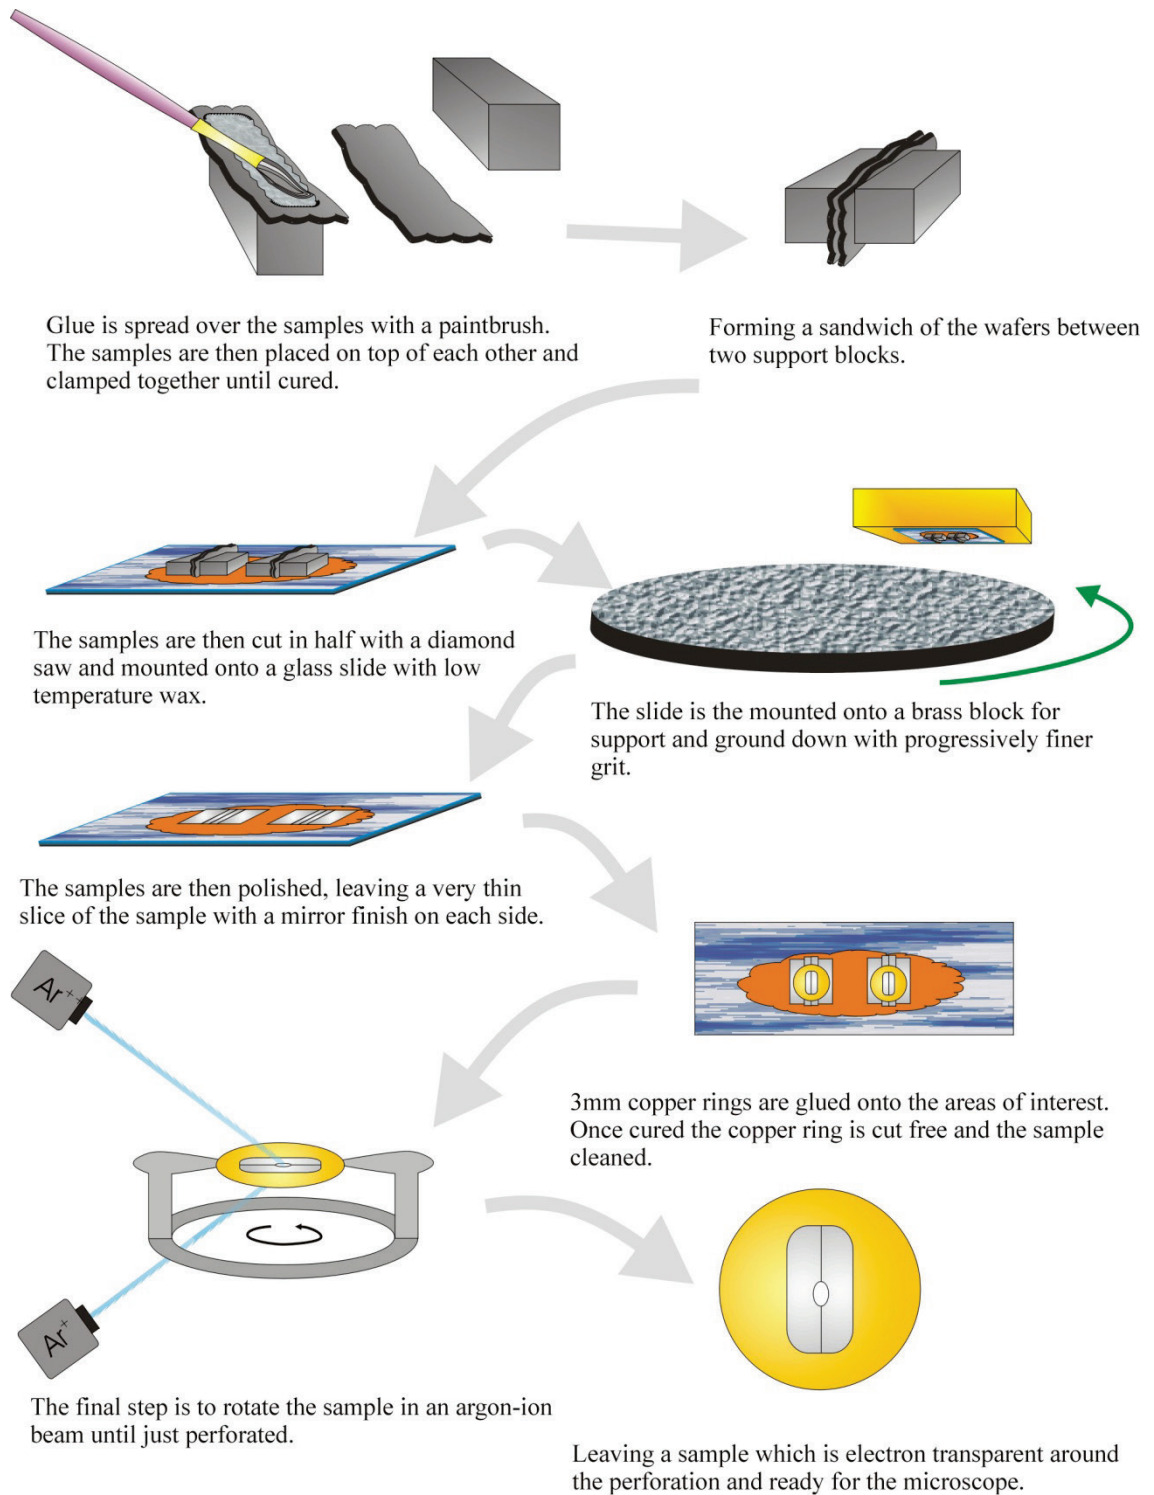 Glue is spread over the samples with a paintbrush.
The samples are then placed on top of each other and
clamped together until cured.
Forming a sandwich of the wafers between
two support blocks.
The samples are then cut in half with a diamond
saw and mounted onto a glass slide with low
temperature wax.
The slide is the mounted onto a brass block for
support and ground down with progressively finer
grit.
The samples are then polished, leaving a very thin
slice of the sample with a mirror finish on each side.
3mm copper rings are glued onto the areas of interest.
Once cured the copper ring is cut free and the sample
cleaned.
Ar⁺⁺
Ar⁺
The final step is to rotate the sample in an argon-ion
beam until just perforated.
Leaving a sample which is electron transparent around
the perforation and ready for the microscope.